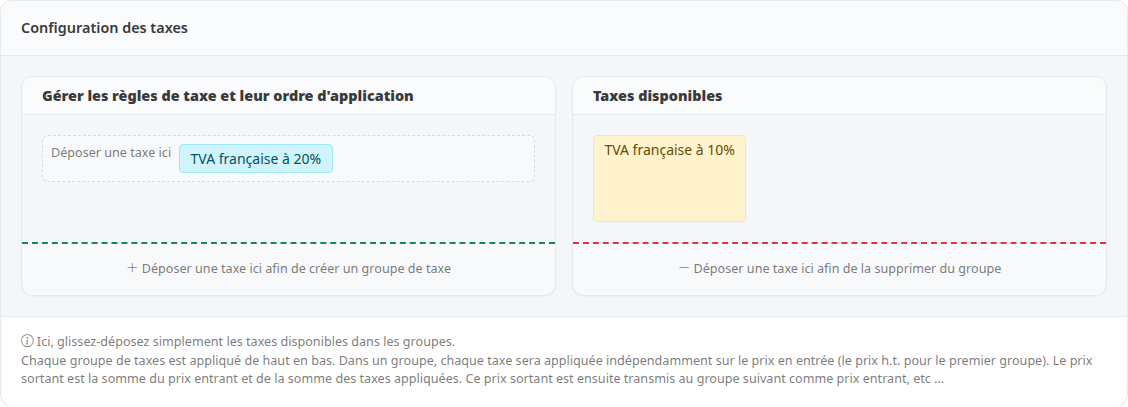 Configuration des taxes
Gérer les règles de taxe et leur ordre d'application
Déposer une taxe ici
TVA française à 20%
+ Déposer une taxe ici afin de créer un groupe de taxe
Taxes disponibles
TVA française à 10%
— Déposer une taxe ici afin de la supprimer du groupe
Ici, glissez-déposez simplement les taxes disponibles dans les groupes.
Chaque groupe de taxes est appliqué de haut en bas. Dans un groupe, chaque taxe sera appliquée indépendamment sur le prix en entrée (le prix h.t. pour le premier groupe). Le prix
sortant est la somme du prix entrant et de la somme des taxes appliquées. Ce prix sortant est ensuite transmis au groupe suivant comme prix entrant, etc ...